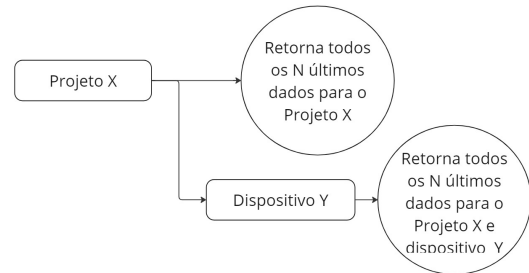 Projeto X
Retorna todos
os N últimos
dados para o
Projeto X
Dispositivo Y
Retorna todos
os N últimos
dados para o
Projeto X e
dispositivo Y